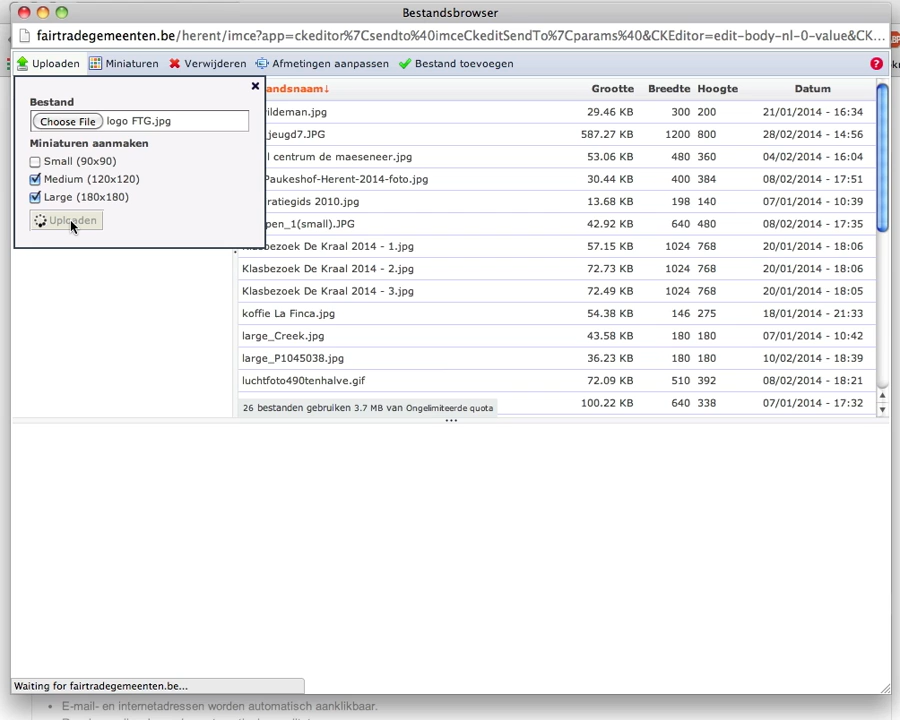 Bestandsbrowser
fairtradegemeenten.be/herent/imce?app=ckeditor%7Csendto%40imceCkeditSendTo%7Cparams%40&CKEditor=edit-body-nl-0-value&CK...
Uploaden Miniaturen Verwijderen Afmetingen aanpassen Bestand toevoegen ?
Bestand
Choose File logo FTG.jpg
Miniaturen aanmaken
Small (90x90)
Medium (120x120)
Large (180x180)
Uploaden
andsnaam↓ Grootte Breedte Hoogte Datum
ildeman.jpg 29.46 KB 300 200 21/01/2014 - 16:34
jeugd7.JPG 587.27 KB 1200 800 28/02/2014 - 14:56
l centrum de maeseneer.jpg 53.06 KB 480 360 04/02/2014 - 16:04
Paukeshof-Herent-2014-foto.jpg 30.44 KB 400 384 08/02/2014 - 17:51
ratiegids 2010.jpg 13.68 KB 198 140 07/01/2014 - 10:39
pen_1(small).JPG 42.92 KB 640 480 08/02/2014 - 17:35
Klasbezoek De Kraal 2014 - 1.jpg 57.15 KB 1024 768 20/01/2014 - 18:06
Klasbezoek De Kraal 2014 - 2.jpg 72.73 KB 1024 768 20/01/2014 - 18:06
Klasbezoek De Kraal 2014 - 3.jpg 72.49 KB 1024 768 20/01/2014 - 18:05
koffie La Finca.jpg 54.38 KB 146 275 18/01/2014 - 21:33
large_Creek.jpg 43.58 KB 180 180 07/01/2014 - 10:42
large_P1045038.jpg 36.23 KB 180 180 10/02/2014 - 18:39
luchtfoto490tenhalve.gif 72.09 KB 510 392 08/02/2014 - 18:21
100.22 KB 640 338 07/01/2014 - 17:32
26 bestanden gebruiken 3.7 MB van Ongelimiteerde quota
Waiting for fairtradegemeenten.be...
E-mail- en internetadressen worden automatisch aanklikbaar.